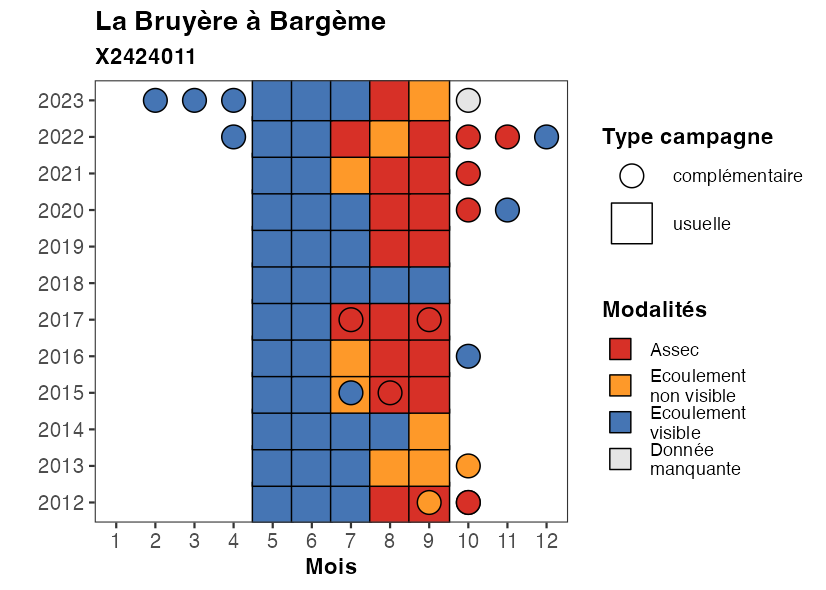 La Bruyère à Bargème
X2424011
2023
2022
2021
2020
2019
2018
2017
2016
2015
2014
2013
2012
1 2 3 4 5 6 7 8 9 10 11 12
Mois
Type campagne
complémentaire
usuelle
Modalités
Assec
Ecoulement
non visible
Ecoulement
visible
Donnée
manquante